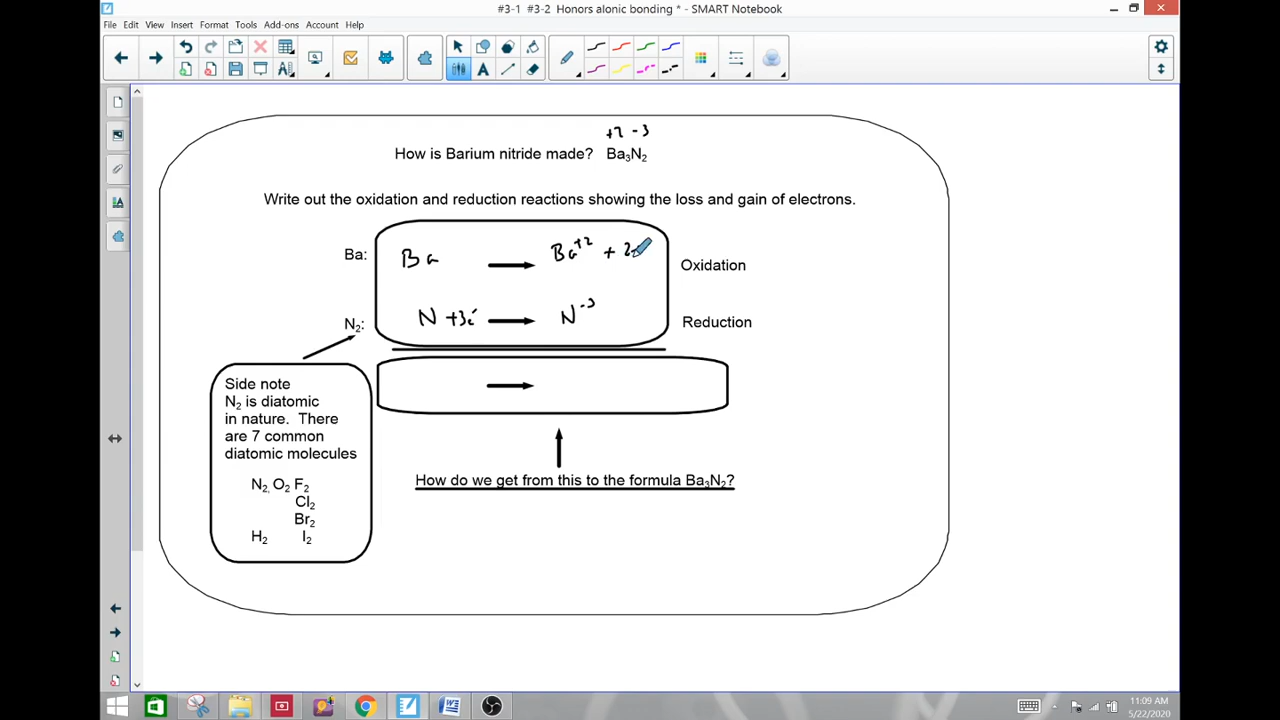 #3-1 #3-2 Honors alonic bonding * - SMART Notebook
File Edit View Insert Format Tools Add-ons Account Help
+2 -3
How is Barium nitride made? Ba₃N₂
Write out the oxidation and reduction reactions showing the loss and gain of electrons.
Ba: Ba → Ba⁺² + 2 Oxidation
N₂: N +3e⁻ → N⁻³ Reduction
→
Side note
N₂ is diatomic
in nature. There
are 7 common
diatomic molecules
N₂, O₂ F₂
Cl₂
Br₂
H₂ I₂
How do we get from this to the formula Ba₃N₂?
11:09 AM
5/22/2020